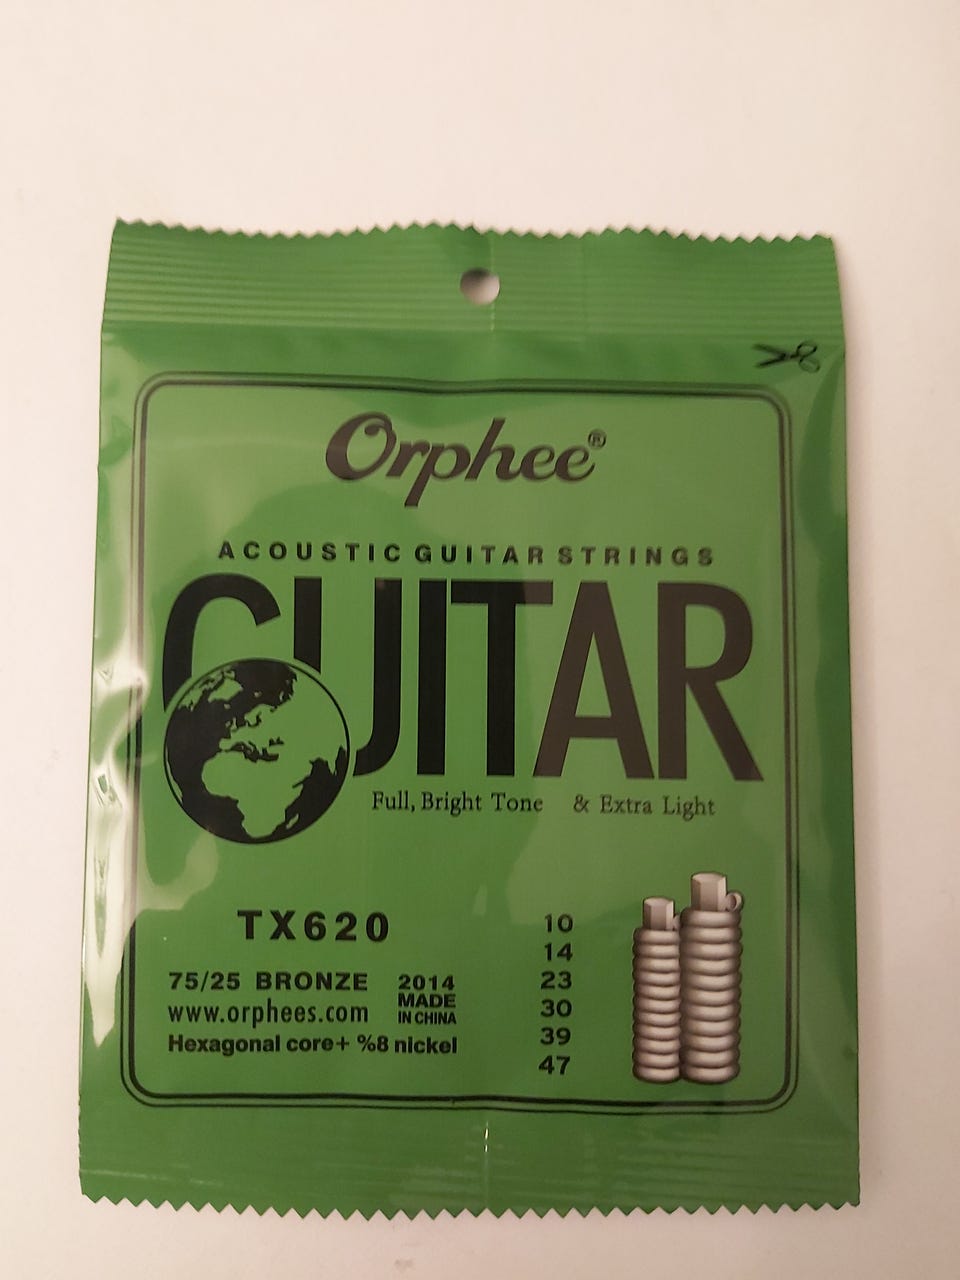 Orphee®
ACOUSTIC GUITAR STRINGS
GUITAR
Full, Bright Tone & Extra Light
TX620
75/25 BRONZE
www.orphees.com
2014
MADE
IN CHINA
Hexagonal core+ %8 nickel
10
14
23
30
39
47